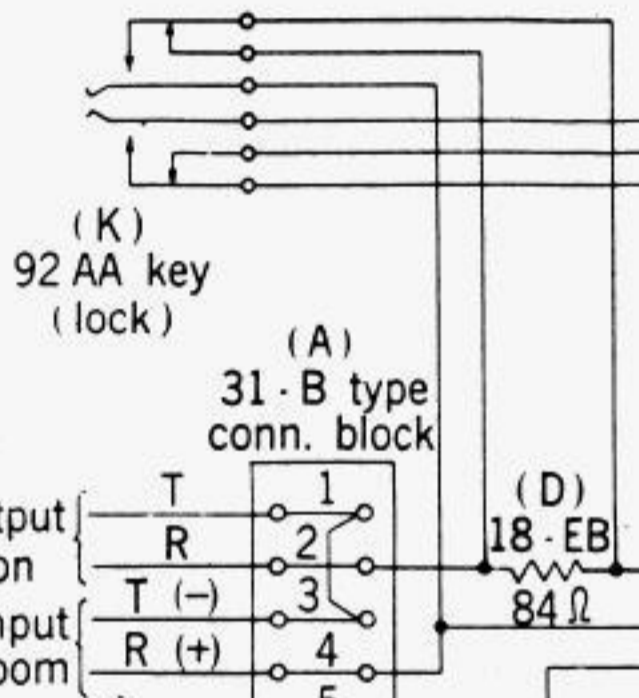 (K)
92 AA key
(lock)
(A)
31-B type
conn. block
T
1
R
2
T (-)
3
R (+)
4
(D)
18-EB
84 Ω